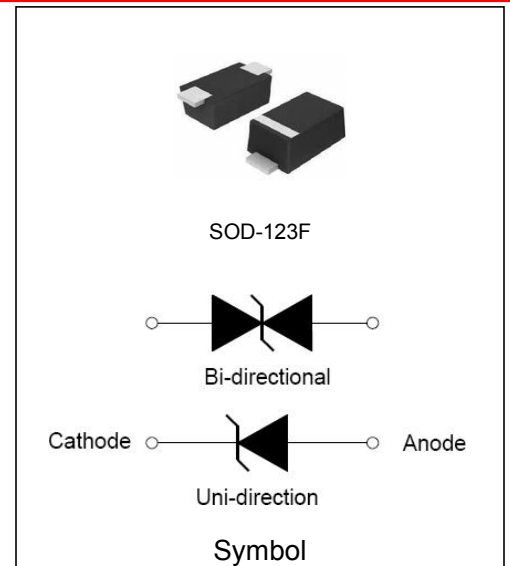 SOD-123F
Bi-directional
Cathode Anode
Uni-direction
Symbol